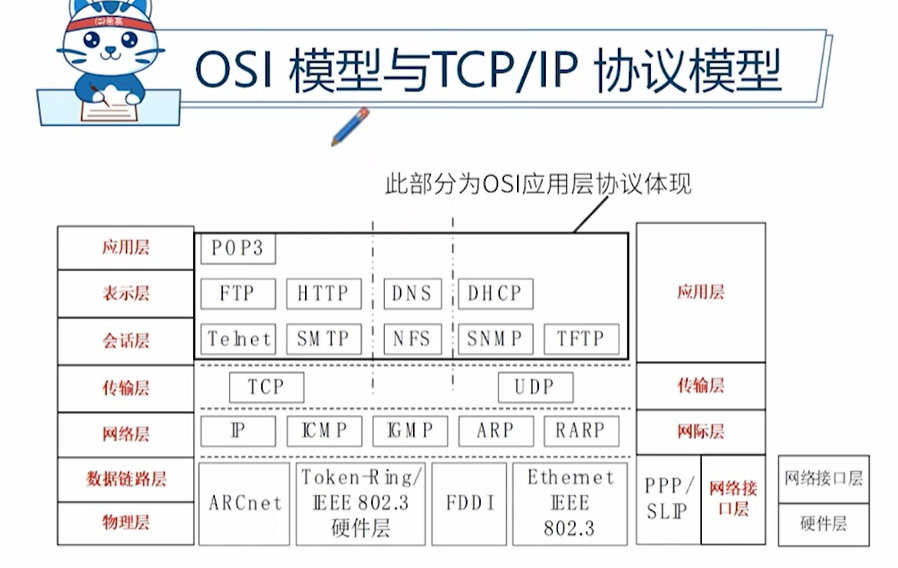 OSI 模型与TCP/IP 协议模型
此部分为OSI应用层协议体现
应用层
POP3
表示层
FTP
HTTP
DNS
DHCP
应用层
会话层
Telnet
SMTP
NFS
SNMP
TFTP
传输层
TCP
UDP
传输层
网络层
IP
ICMP
IGMP
ARP
RARP
网际层
数据链路层
物理层
ARCnet
Token-Ring/
IEEE 802.3
硬件层
FDDI
Ethernet
IEEE
802.3
PPP/
SLIP
网络接
口层
网络接口层
硬件层